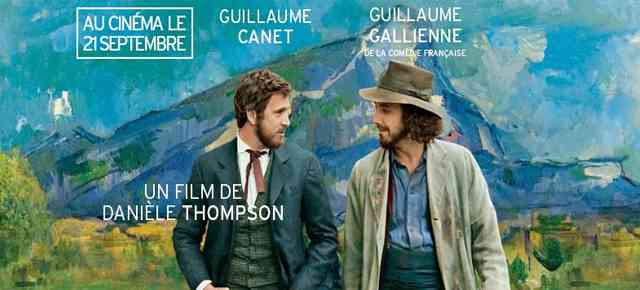 AU CINÉMA LE
21 SEPTEMBRE
GUILLAUME
CANET
GUILLAUME
GALLIENNE
DE LA COMÉDIE FRANÇAISE
UN FILM DE
DANIÈLE THOMPSON